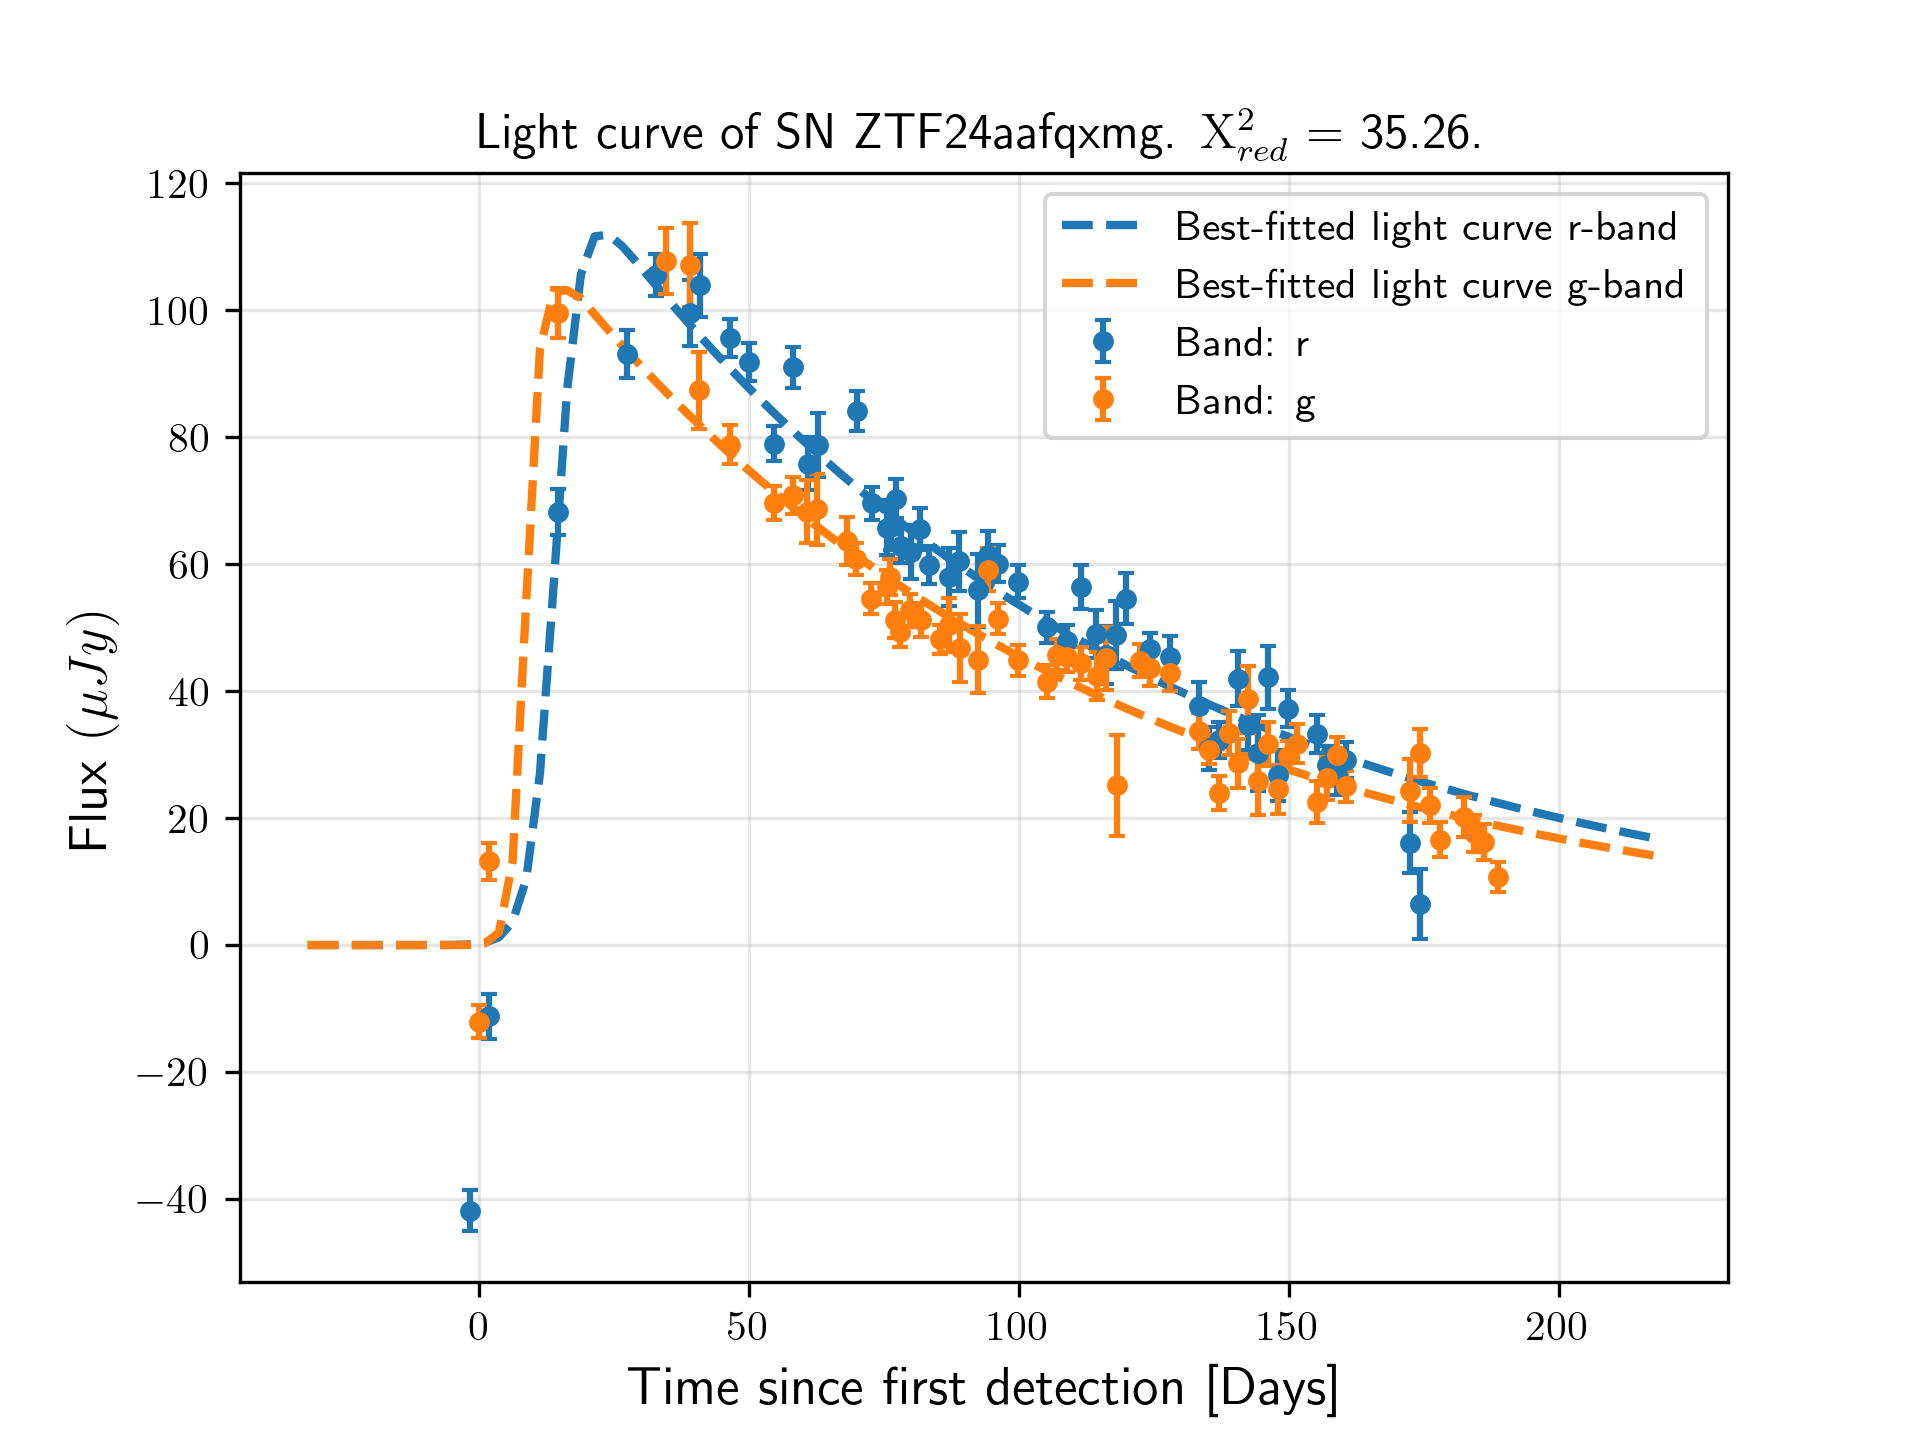 Light curve of SN ZTF24aafqxmg. X²_red = 35.26.
Best-fitted light curve r-band
Best-fitted light curve g-band
Band: r
Band: g
Flux (μJy)
120
100
80
60
40
20
0
−20
−40
0 50 100 150 200
Time since first detection [Days]